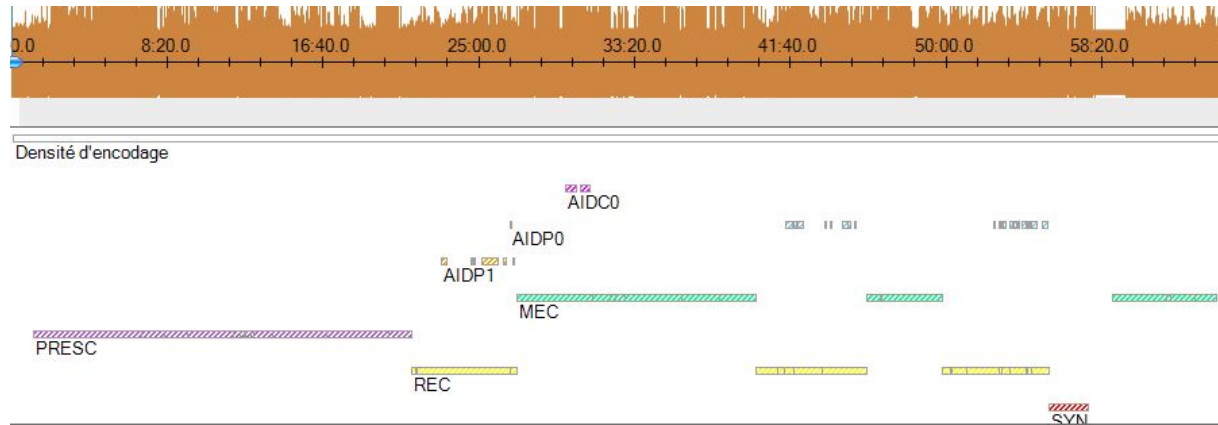 0.0 8:20.0 16:40.0 25:00.0 33:20.0 41:40.0 50:00.0 58:20.0
Densité d'encodage
AIDC0
AIDP0
AIDP1
MEC
PRESC
REC
SYN